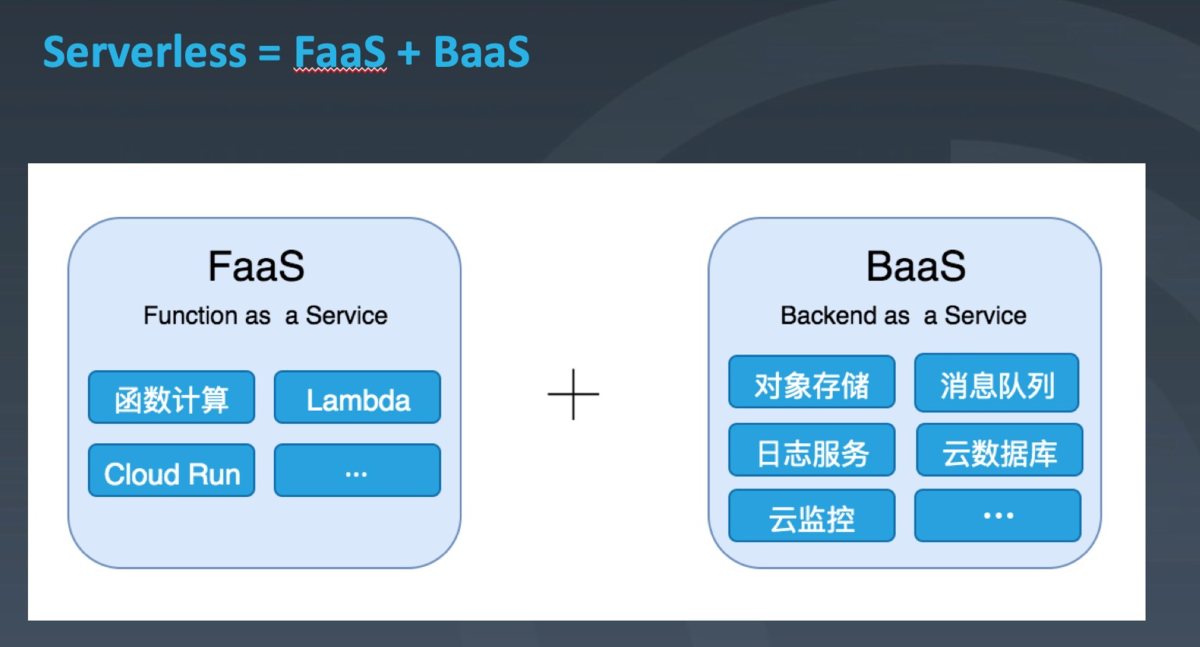 Serverless = FaaS + BaaS
FaaS
Function as a Service
函数计算
Lambda
Cloud Run
...
+
BaaS
Backend as a Service
对象存储
消息队列
日志服务
云数据库
云监控
...